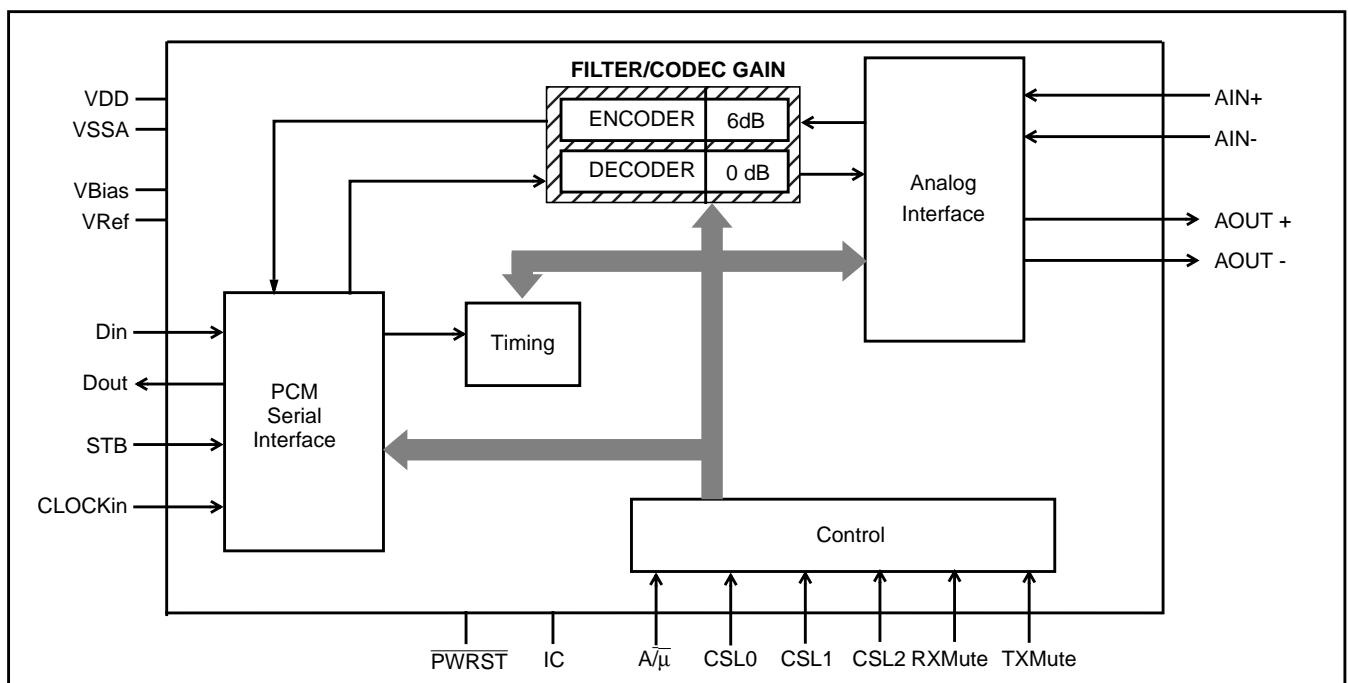 FILTER/CODEC GAIN
VDD
VSSA
VBias
VRef
ENCODER 6dB
DECODER 0 dB
Analog
Interface
AIN+
AIN-
AOUT +
AOUT -
Din
Dout
STB
CLOCKin
PCM
Serial
Interface
Timing
Control
PWRST IC A/μ CSL0 CSL1 CSL2 RXMute TXMute